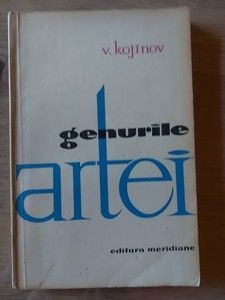 v. kojinov
genurile
artei
editura meridiane